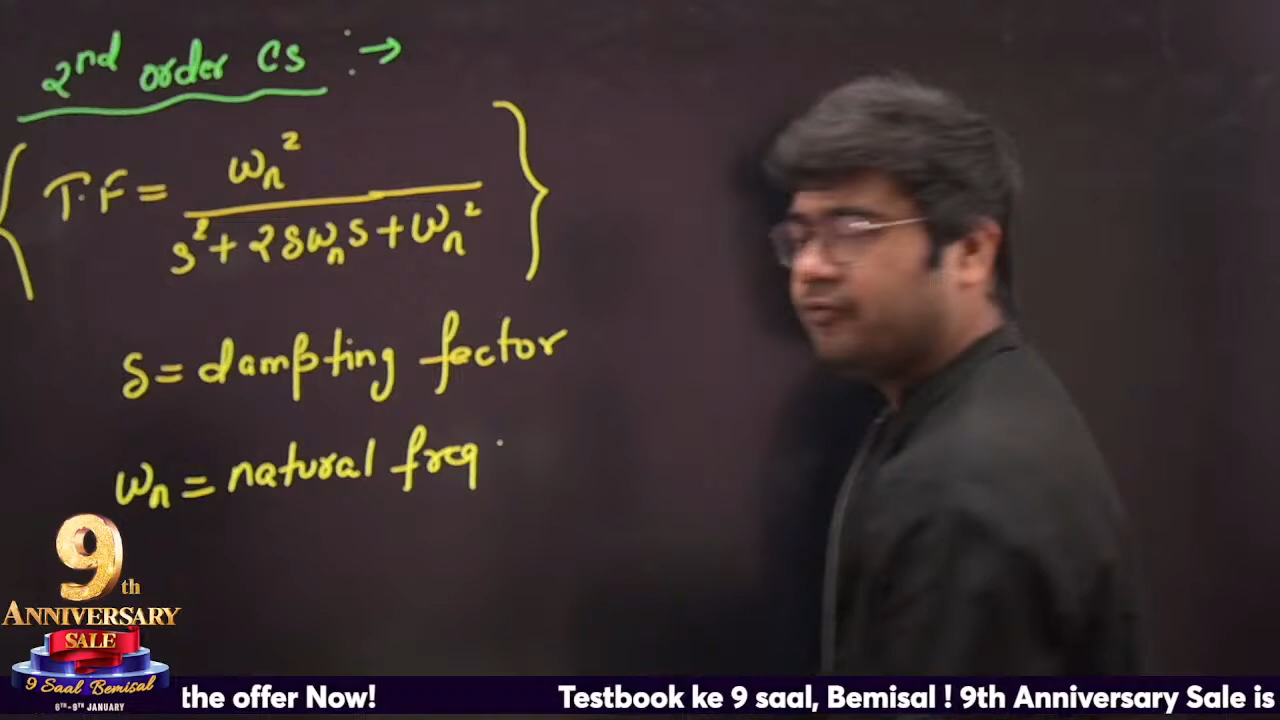 2nd order CS :→
T.F = ωn²
s² + 2δωns + ωn²
δ = dampting fector
ωn = natural freq.
9th
ANNIVERSARY
SALE
9 Saal Bemisal
6TH-9TH JANUARY
the offer Now! Testbook ke 9 saal, Bemisal ! 9th Anniversary Sale is